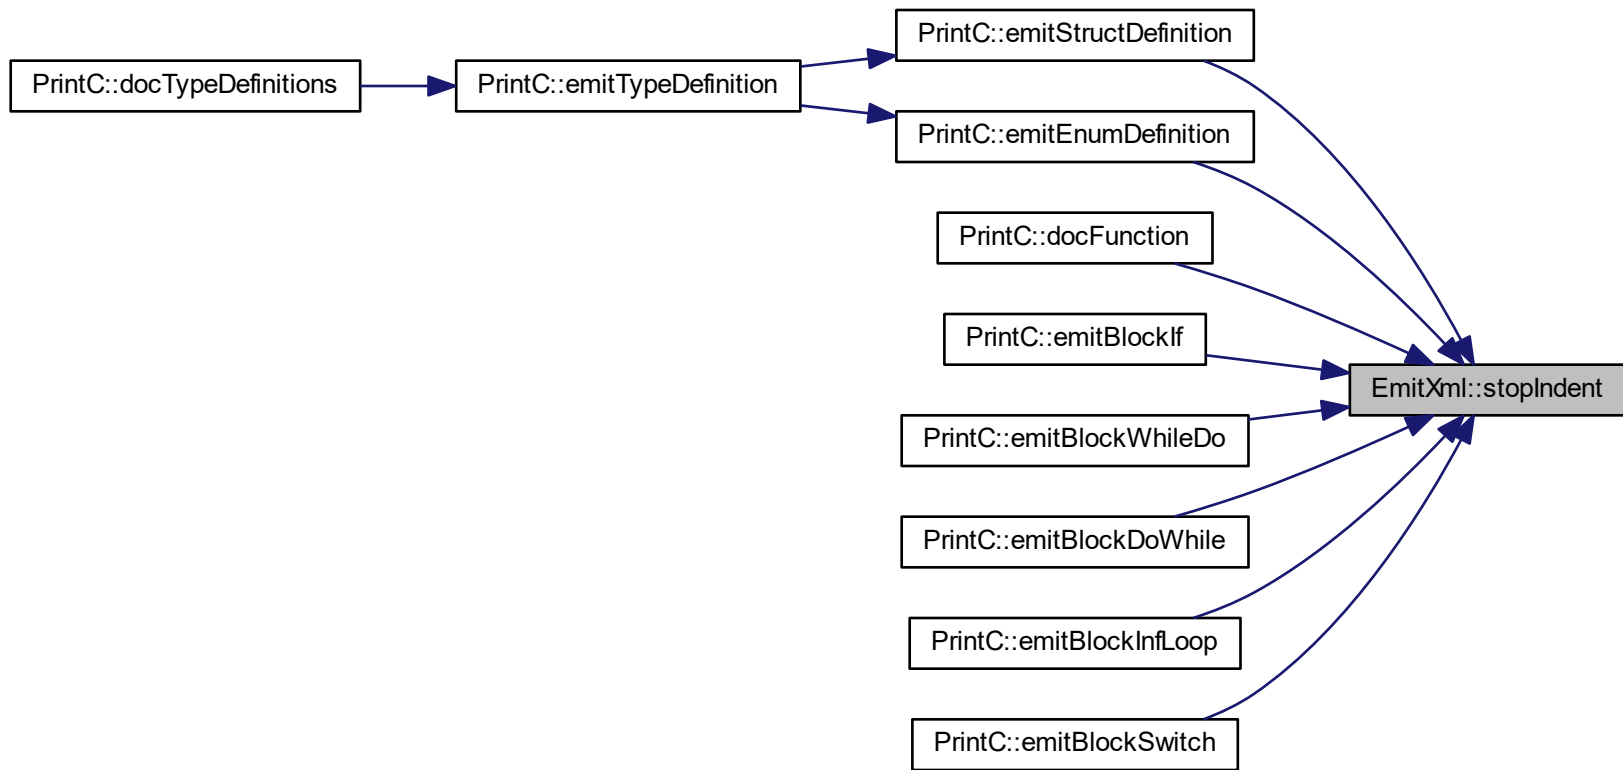 PrintC::emitStructDefinition
PrintC::docTypeDefinitions
PrintC::emitTypeDefinition
PrintC::emitEnumDefinition
PrintC::docFunction
PrintC::emitBlockIf
EmitXml::stopIndent
PrintC::emitBlockWhileDo
PrintC::emitBlockDoWhile
PrintC::emitBlockInfLoop
PrintC::emitBlockSwitch